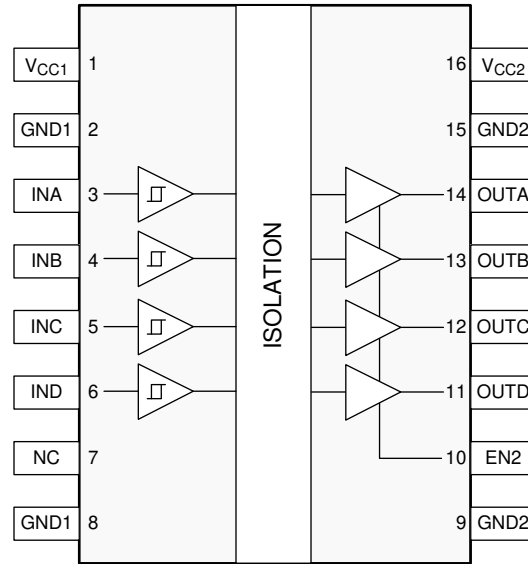 VCC1 1 16 VCC2
GND1 2 15 GND2
INA 3 14 OUTA
INB 4 13 OUTB
INC 5 12 OUTC
IND 6 11 OUTD
NC 7 10 EN2
GND1 8 9 GND2
ISOLATION